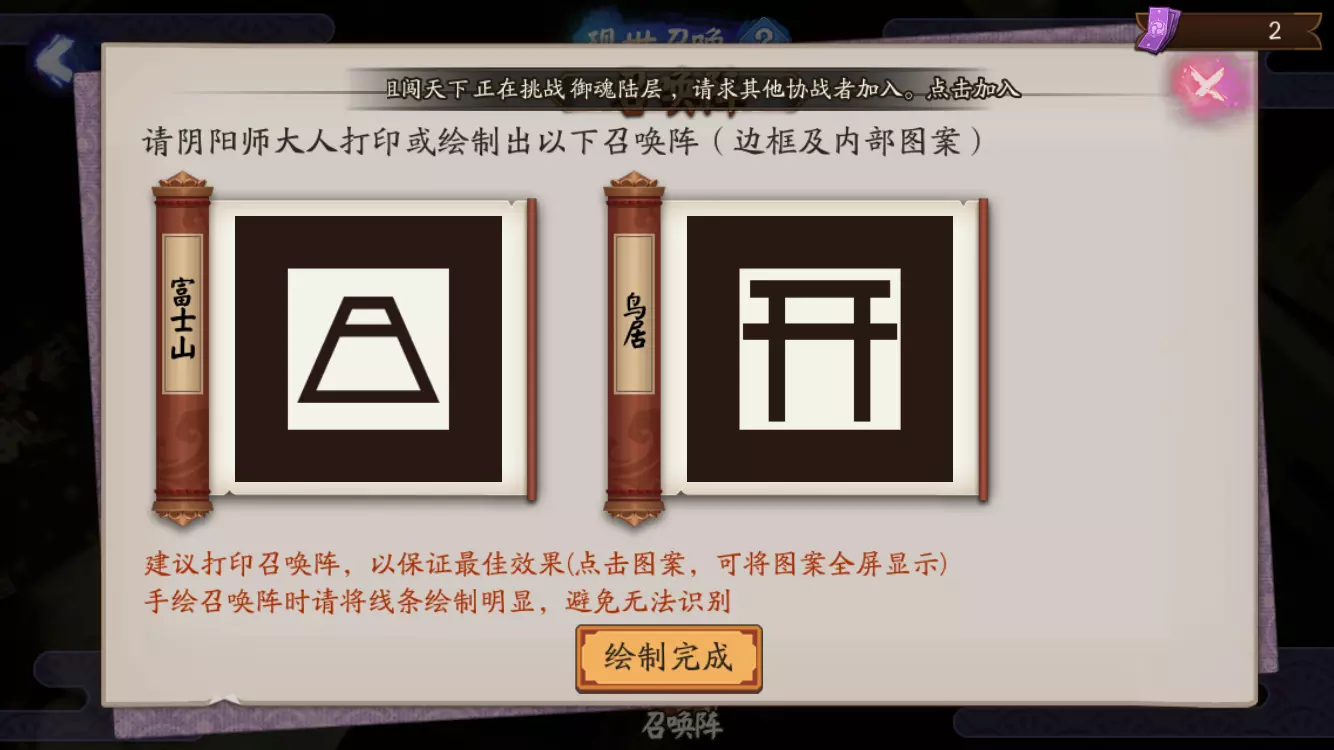 现世召唤 ?
2
且闯天下正在挑战御魂陆层，请求其他协战者加入。点击加入
请阴阳师大人打印或绘制出以下召唤阵（边框及内部图案）
富士山
鸟居
建议打印召唤阵，以保证最佳效果(点击图案，可将图案全屏显示)
手绘召唤阵时请将线条绘制明显，避免无法识别
绘制完成
召唤阵